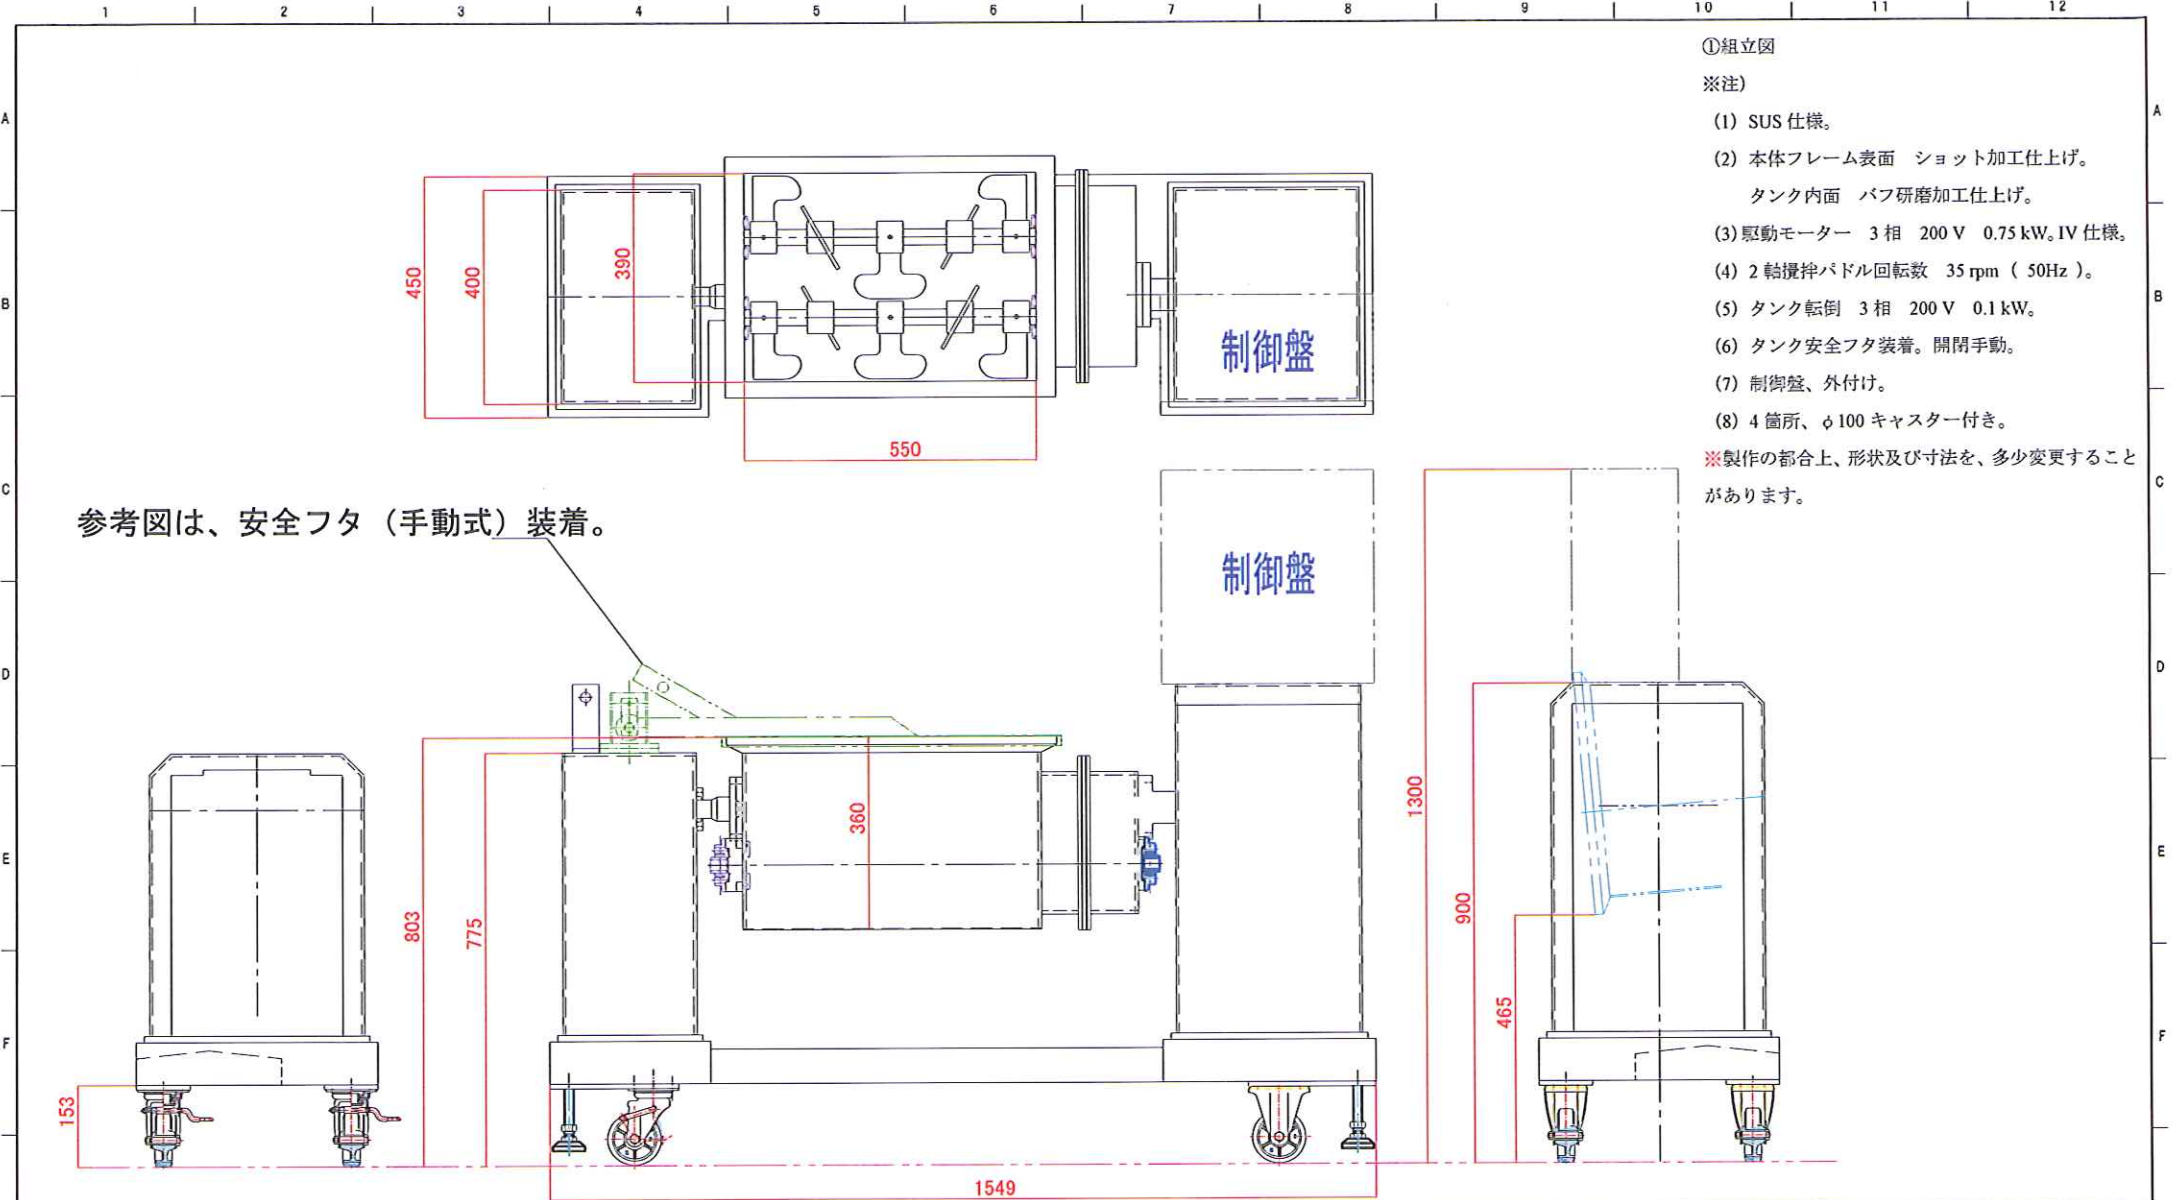 1 2 3 4 5 6 7 8 9 10 11 12
①組立図
※注)
(1) SUS 仕様。
A A
(2) 本体フレーム表面 ショット加工仕上げ。
タンク内面 バフ研磨加工仕上げ。
(3) 駆動モーター 3 相 200 V 0.75 kW。IV 仕様。
(4) 2 軸攪拌パドル回転数 35 rpm ( 50Hz )。
(5) タンク転倒 3 相 200 V 0.1 kW。
(6) タンク安全フタ装着。開閉手動。
(7) 制御盤、外付け。
(8) 4 箇所、φ100 キャスター付き。
※製作の都合上、形状及び寸法を、多少変更すること
があります。
450
400
390
B B
制御盤
550
C C
参考図は、安全フタ（手動式）装着。
制御盤
D D
360
1300
E E
803
775
900
465
F F
153
1549